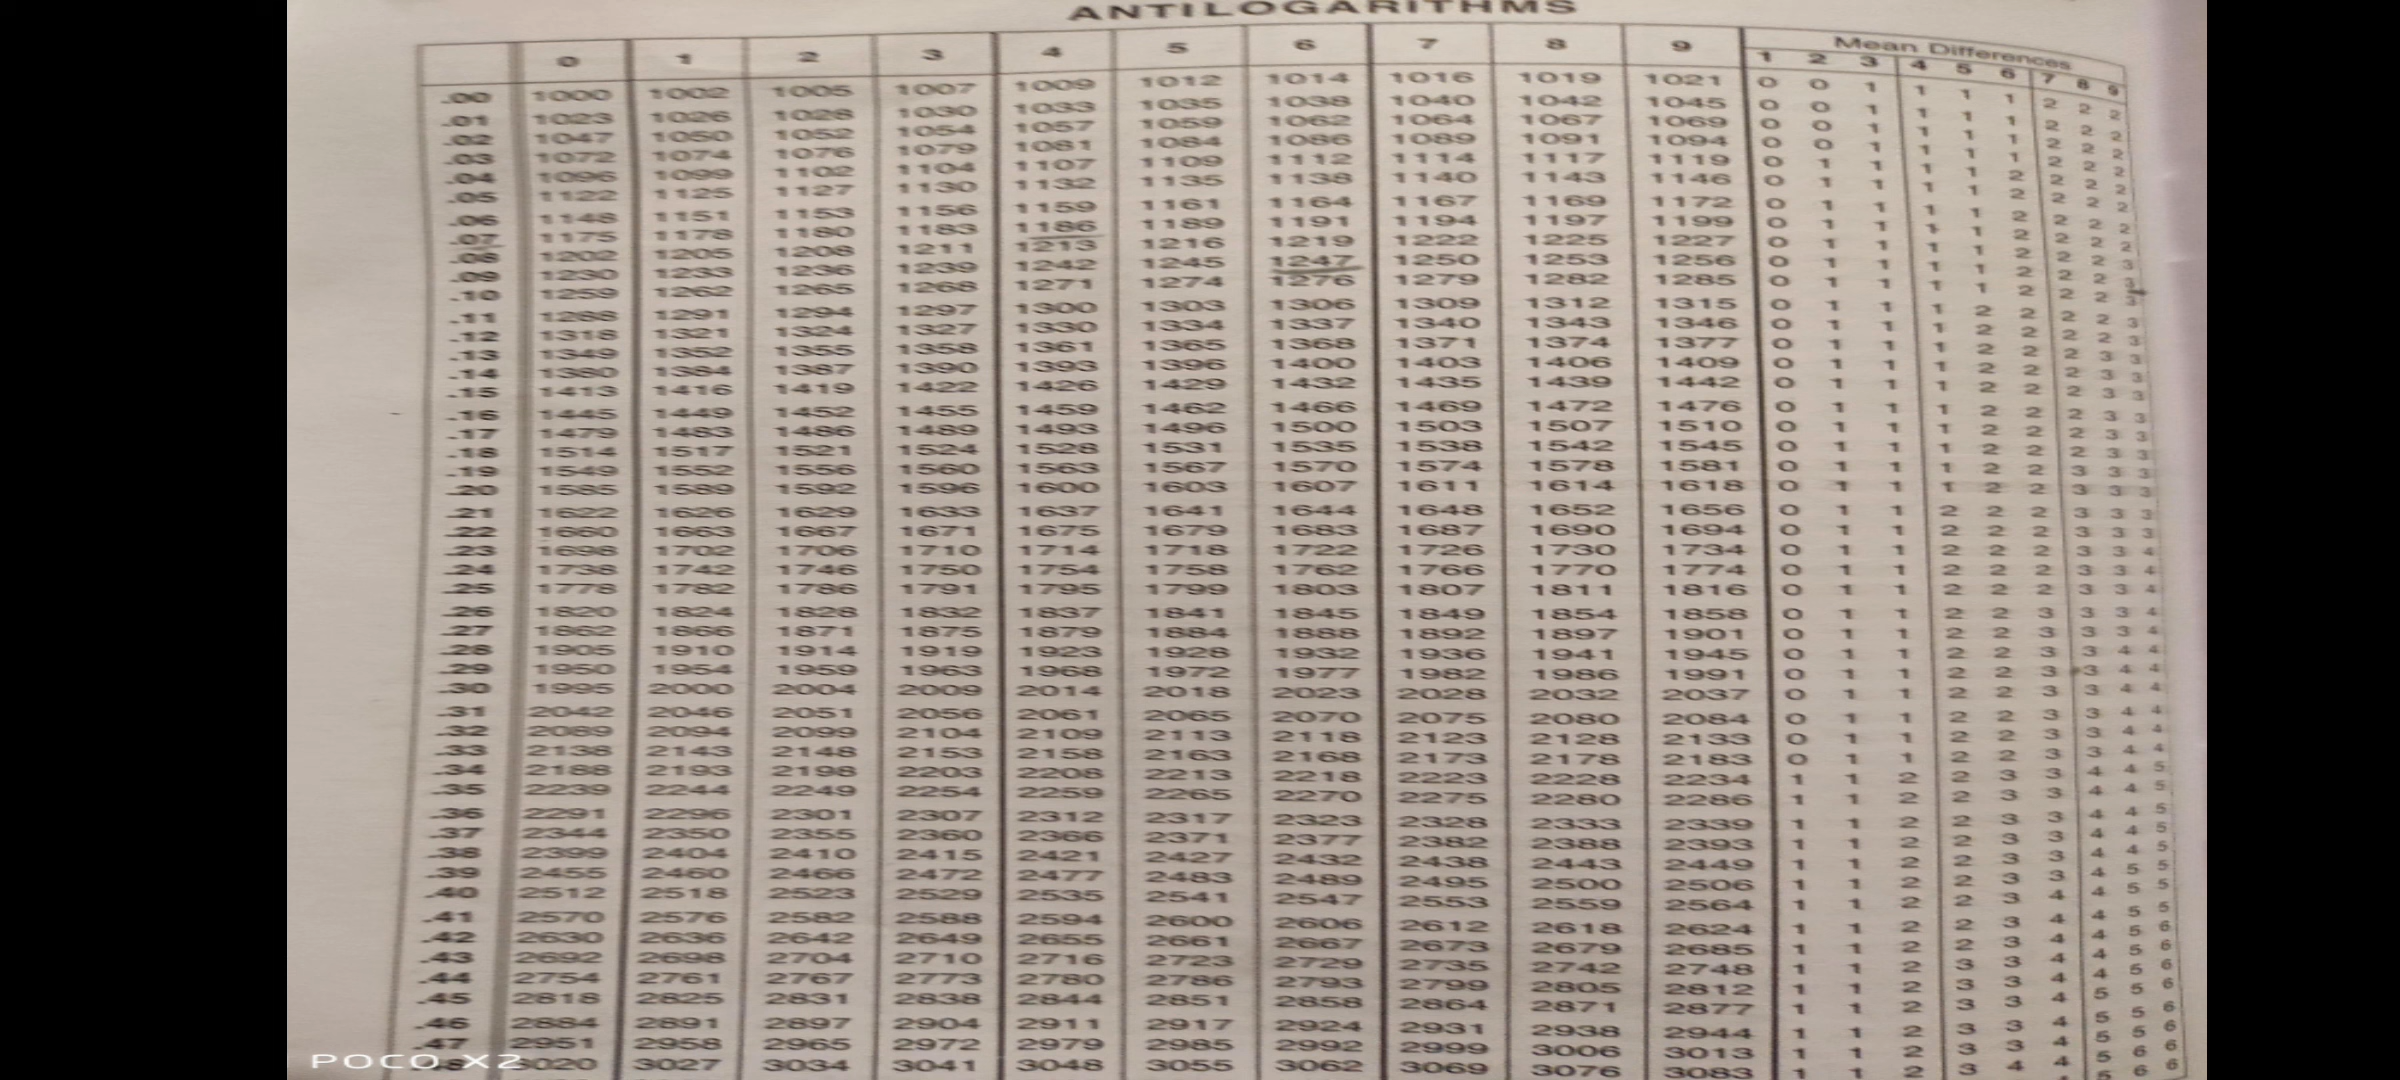 ANTILOGARITHMS
0 1 2 3 4 5 6 7 8 9 Mean Differences
1 2 3 4 5 6 7 8 9
.00 1000 1002 1005 1007 1009 1012 1014 1016 1019 1021 0 0 1 1 1 1 2 2 2
.01 1023 1026 1028 1030 1033 1035 1038 1040 1042 1045 0 0 1 1 1 1 2 2 2
.02 1047 1050 1052 1054 1057 1059 1062 1064 1067 1069 0 0 1 1 1 1 2 2 2
.03 1072 1074 1076 1079 1081 1084 1086 1089 1091 1094 0 0 1 1 1 1 2 2 2
.04 1096 1099 1102 1104 1107 1109 1112 1114 1117 1119 0 1 1 1 1 2 2 2 2
.05 1122 1125 1127 1130 1132 1135 1138 1140 1143 1146 0 1 1 1 1 2 2 2 2
.06 1148 1151 1153 1156 1159 1161 1164 1167 1169 1172 0 1 1 1 1 2 2 2 2
.07 1175 1178 1180 1183 1186 1189 1191 1194 1197 1199 0 1 1 1 1 2 2 2 2
.08 1202 1205 1208 1211 1213 1216 1219 1222 1225 1227 0 1 1 1 1 2 2 2 3
.09 1230 1233 1236 1239 1242 1245 1247 1250 1253 1256 0 1 1 1 1 2 2 2 3
.10 1259 1262 1265 1268 1271 1274 1276 1279 1282 1285 0 1 1 1 1 2 2 2 3
.11 1288 1291 1294 1297 1300 1303 1306 1309 1312 1315 0 1 1 1 2 2 2 2 3
.12 1318 1321 1324 1327 1330 1334 1337 1340 1343 1346 0 1 1 1 2 2 2 2 3
.13 1349 1352 1355 1358 1361 1365 1368 1371 1374 1377 0 1 1 1 2 2 2 3 3
.14 1380 1384 1387 1390 1393 1396 1400 1403 1406 1409 0 1 1 1 2 2 2 3 3
.15 1413 1416 1419 1422 1426 1429 1432 1435 1439 1442 0 1 1 1 2 2 2 3 3
.16 1445 1449 1452 1455 1459 1462 1466 1469 1472 1476 0 1 1 1 2 2 2 3 3
.17 1479 1483 1486 1489 1493 1496 1500 1503 1507 1510 0 1 1 1 2 2 2 3 3
.18 1514 1517 1521 1524 1528 1531 1535 1538 1542 1545 0 1 1 1 2 2 2 3 3
.19 1549 1552 1556 1560 1563 1567 1570 1574 1578 1581 0 1 1 1 2 2 3 3 3
.20 1585 1589 1592 1596 1600 1603 1607 1611 1614 1618 0 1 1 1 2 2 3 3 3
.21 1622 1626 1629 1633 1637 1641 1644 1648 1652 1656 0 1 1 2 2 2 3 3 3
.22 1660 1663 1667 1671 1675 1679 1683 1687 1690 1694 0 1 1 2 2 2 3 3 3
.23 1698 1702 1706 1710 1714 1718 1722 1726 1730 1734 0 1 1 2 2 2 3 3 4
.24 1738 1742 1746 1750 1754 1758 1762 1766 1770 1774 0 1 1 2 2 2 3 3 4
.25 1778 1782 1786 1791 1795 1799 1803 1807 1811 1816 0 1 1 2 2 2 3 3 4
.26 1820 1824 1828 1832 1837 1841 1845 1849 1854 1858 0 1 1 2 2 3 3 3 4
.27 1862 1866 1871 1875 1879 1884 1888 1892 1897 1901 0 1 1 2 2 3 3 3 4
.28 1905 1910 1914 1919 1923 1928 1932 1936 1941 1945 0 1 1 2 2 3 3 4 4
.29 1950 1954 1959 1963 1968 1972 1977 1982 1986 1991 0 1 1 2 2 3 3 4 4
.30 1995 2000 2004 2009 2014 2018 2023 2028 2032 2037 0 1 1 2 2 3 3 4 4
.31 2042 2046 2051 2056 2061 2065 2070 2075 2080 2084 0 1 1 2 2 3 3 4 4
.32 2089 2094 2099 2104 2109 2113 2118 2123 2128 2133 0 1 1 2 2 3 3 4 4
.33 2138 2143 2148 2153 2158 2163 2168 2173 2178 2183 0 1 1 2 2 3 3 4 4
.34 2188 2193 2198 2203 2208 2213 2218 2223 2228 2234 1 1 2 2 3 3 4 4 5
.35 2239 2244 2249 2254 2259 2265 2270 2275 2280 2286 1 1 2 2 3 3 4 4 5
.36 2291 2296 2301 2307 2312 2317 2323 2328 2333 2339 1 1 2 2 3 3 4 4 5
.37 2344 2350 2355 2360 2366 2371 2377 2382 2388 2393 1 1 2 2 3 3 4 4 5
.38 2399 2404 2410 2415 2421 2427 2432 2438 2443 2449 1 1 2 2 3 3 4 4 5
.39 2455 2460 2466 2472 2477 2483 2489 2495 2500 2506 1 1 2 2 3 3 4 5 5
.40 2512 2518 2523 2529 2535 2541 2547 2553 2559 2564 1 1 2 2 3 4 4 5 5
.41 2570 2576 2582 2588 2594 2600 2606 2612 2618 2624 1 1 2 2 3 4 4 5 5
.42 2630 2636 2642 2649 2655 2661 2667 2673 2679 2685 1 1 2 2 3 4 4 5 6
.43 2692 2698 2704 2710 2716 2723 2729 2735 2742 2748 1 1 2 3 3 4 4 5 6
.44 2754 2761 2767 2773 2780 2786 2793 2799 2805 2812 1 1 2 3 3 4 4 5 6
.45 2818 2825 2831 2838 2844 2851 2858 2864 2871 2877 1 1 2 3 3 4 5 5 6
.46 2884 2891 2897 2904 2911 2917 2924 2931 2938 2944 1 1 2 3 3 4 5 5 6
.47 2951 2958 2965 2972 2979 2985 2992 2999 3006 3013 1 1 2 3 3 4 5 5 6
3020 3027 3034 3041 3048 3055 3062 3069 3076 3083 1 1 2 3 4 4 5 6 6
POCO X2